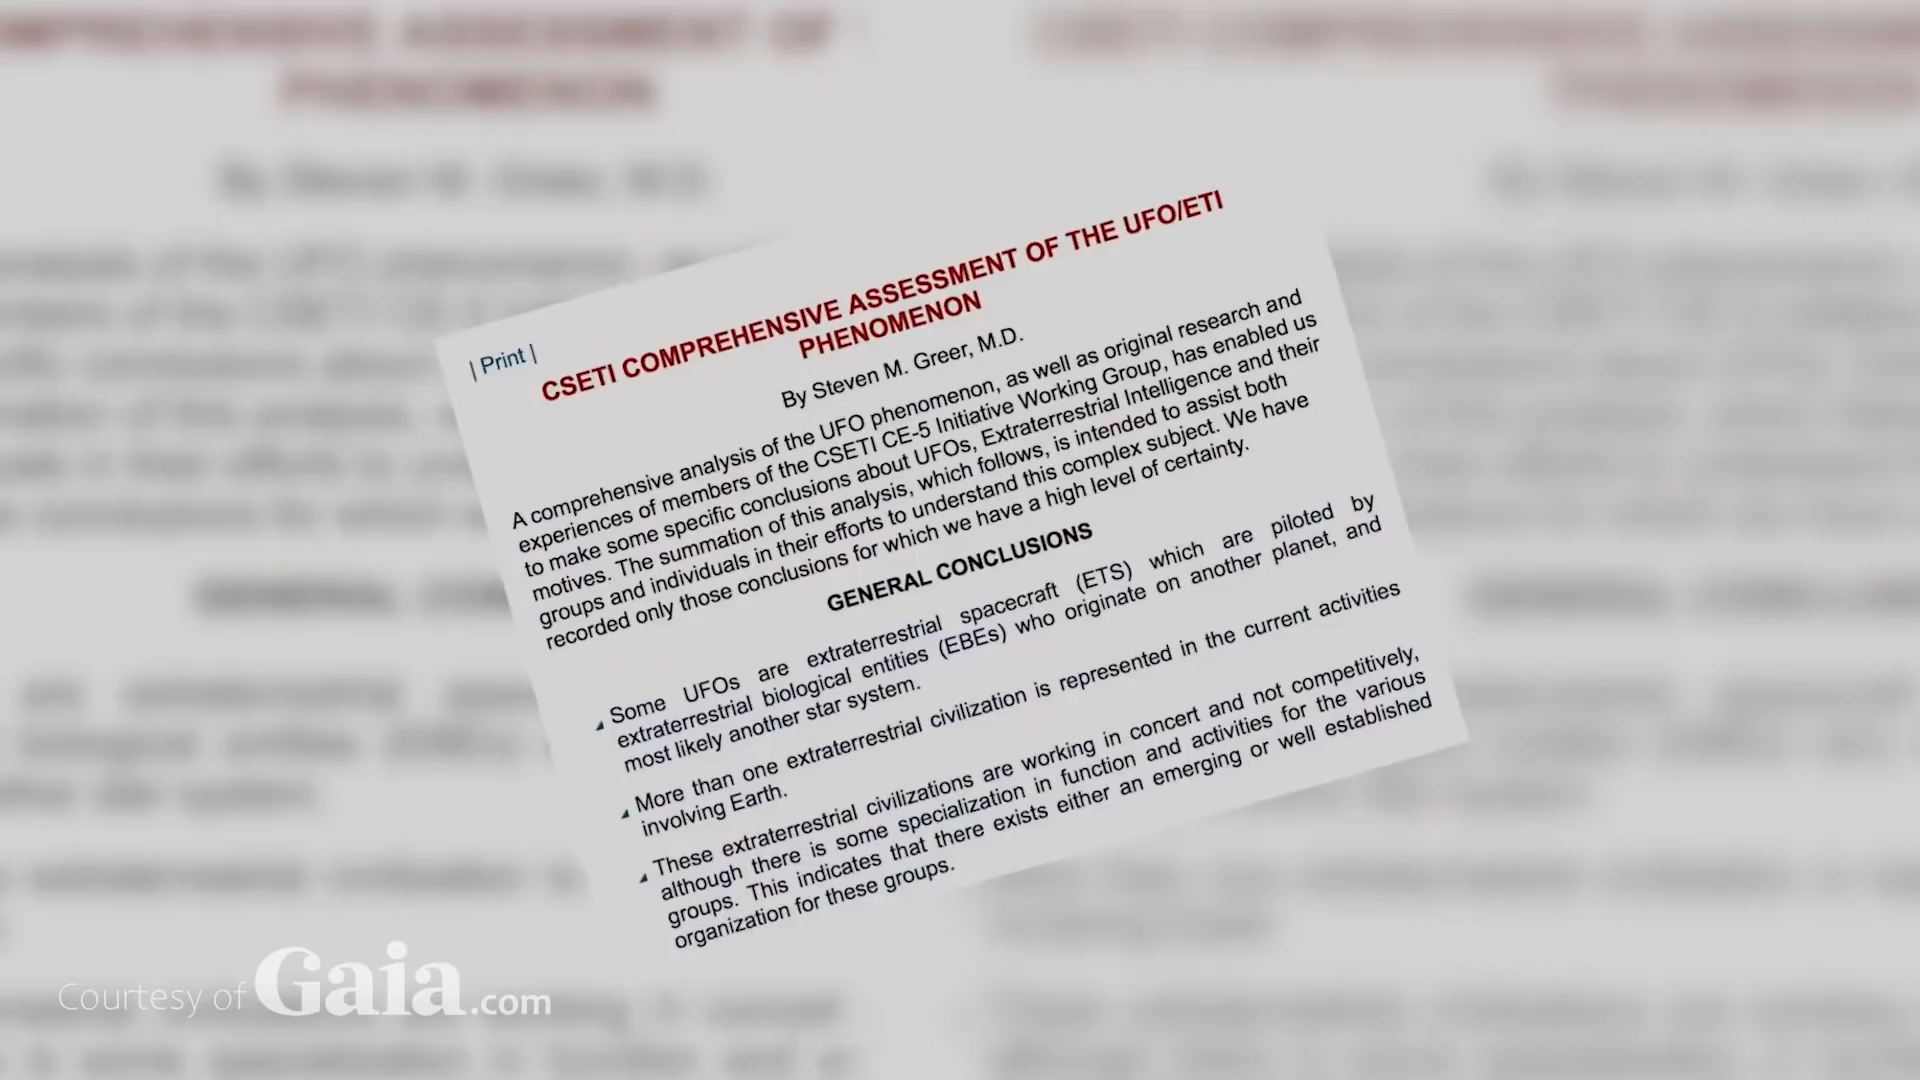 | Print |
CSETI COMPREHENSIVE ASSESSMENT OF THE UFO/ETI
PHENOMENON
By Steven M. Greer, M.D.
A comprehensive analysis of the UFO phenomenon, as well as original research and
experiences of members of the CSETI CE-5 Initiative Working Group, has enabled us
to make some specific conclusions about UFOs, Extraterrestrial Intelligence and their
motives. The summation of this analysis, which follows, is intended to assist both
groups and individuals in their efforts to understand this complex subject. We have
recorded only those conclusions for which we have a high level of certainty.
GENERAL CONCLUSIONS
Some UFOs are extraterrestrial spacecraft (ETS) which are piloted by
extraterrestrial biological entities (EBEs) who originate on another planet, and
most likely another star system.
More than one extraterrestrial civilization is represented in the current activities
involving Earth.
These extraterrestrial civilizations are working in concert and not competitively,
although there is some specialization in function and activities for the various
groups. This indicates that there exists either an emerging or well established
organization for these groups.
Courtesy of Gaia.com